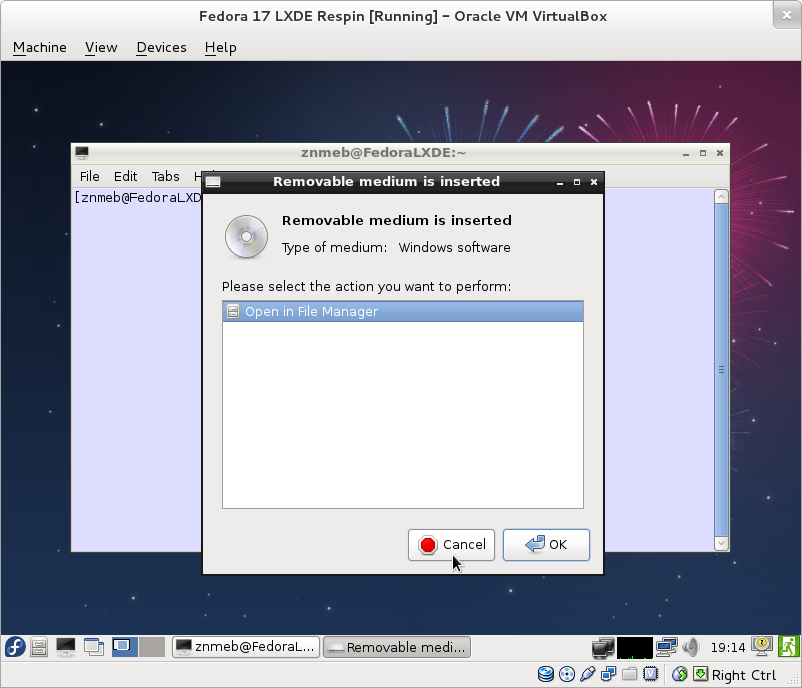 Fedora 17 LXDE Respin [Running] – Oracle VM VirtualBox
Machine View Devices Help
znmeb@FedoraLXDE:~
File Edit Tabs H
Removable medium is inserted
[znmeb@FedoraLXD
Removable medium is inserted
Type of medium: Windows software
Please select the action you want to perform:
Open in File Manager
Cancel OK
znmeb@FedoraL... Removable medi... 19:14
Right Ctrl